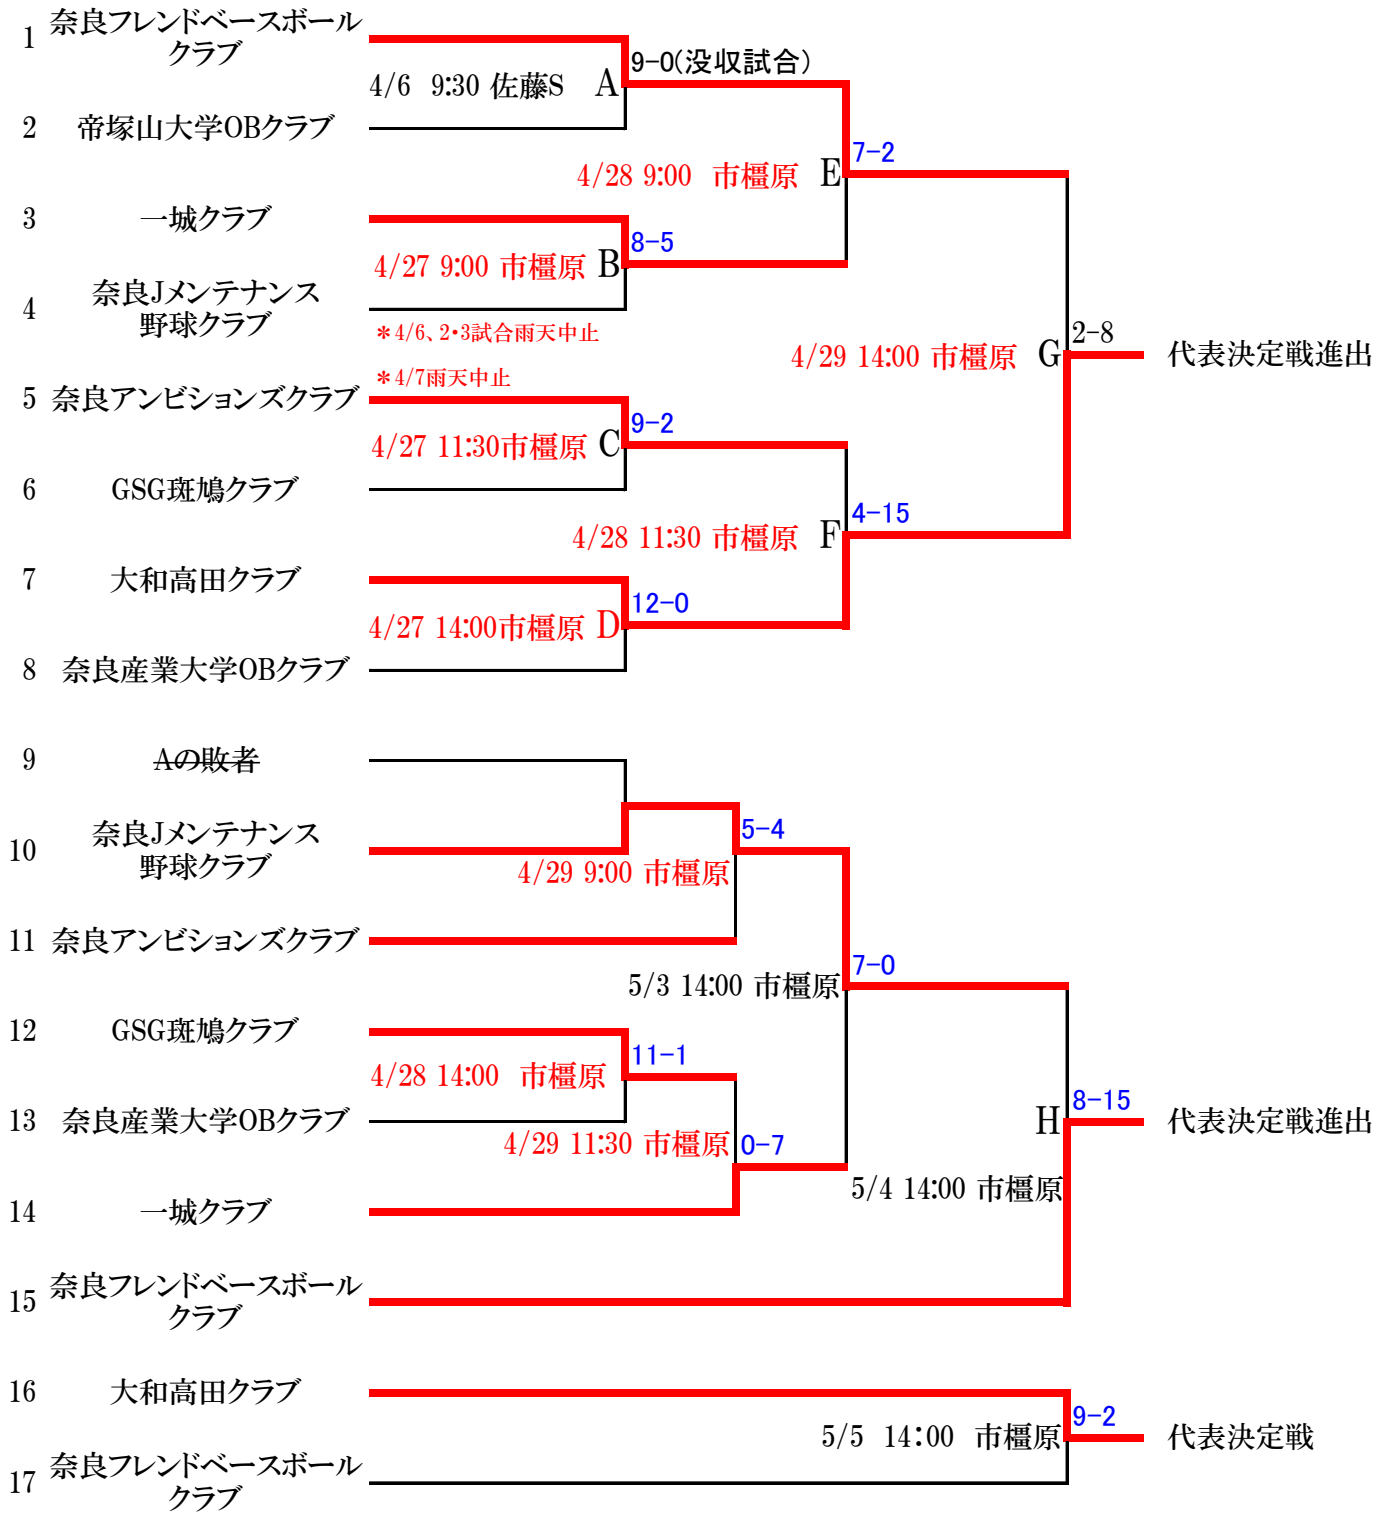 1 奈良フレンドベースボール
クラブ
9-0(没収試合)
4/6 9:30 佐藤S A
2 帝塚山大学OBクラブ
7-2
4/28 9:00 市橿原 E
3 一城クラブ
8-5
4/27 9:00 市橿原 B
4 奈良Jメンテナンス
野球クラブ
＊4/6、2・3試合雨天中止
2-8
4/29 14:00 市橿原 G
代表決定戦進出
＊4/7雨天中止
5 奈良アンビションズクラブ
9-2
4/27 11:30市橿原 C
6 GSG斑鳩クラブ
4-15
4/28 11:30 市橿原 F
7 大和高田クラブ
12-0
4/27 14:00市橿原 D
8 奈良産業大学OBクラブ
9 Aの敗者
10 奈良Jメンテナンス
野球クラブ
5-4
4/29 9:00 市橿原
11 奈良アンビションズクラブ
7-0
5/3 14:00 市橿原
12 GSG斑鳩クラブ
11-1
4/28 14:00 市橿原
8-15
13 奈良産業大学OBクラブ
H
代表決定戦進出
4/29 11:30 市橿原
0-7
5/4 14:00 市橿原
14 一城クラブ
15 奈良フレンドベースボール
クラブ
16 大和高田クラブ
9-2
5/5 14:00 市橿原
代表決定戦
17 奈良フレンドベースボール
クラブ